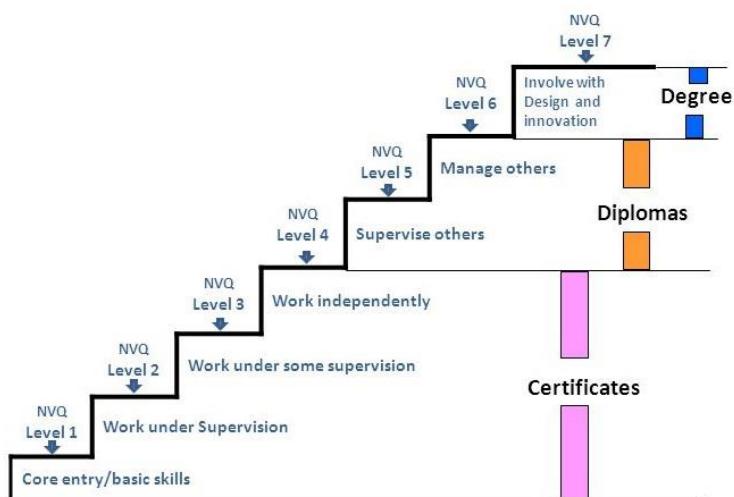 NVQ
Level 7
Involve with
Design and
innovation
Degree
NVQ
Level 6
Manage others
NVQ
Level 5
Diplomas
Supervise others
NVQ
Level 4
Work independently
NVQ
Level 3
Work under some supervision
NVQ
Level 2
Certificates
Work under Supervision
NVQ
Level 1
Core entry/basic skills